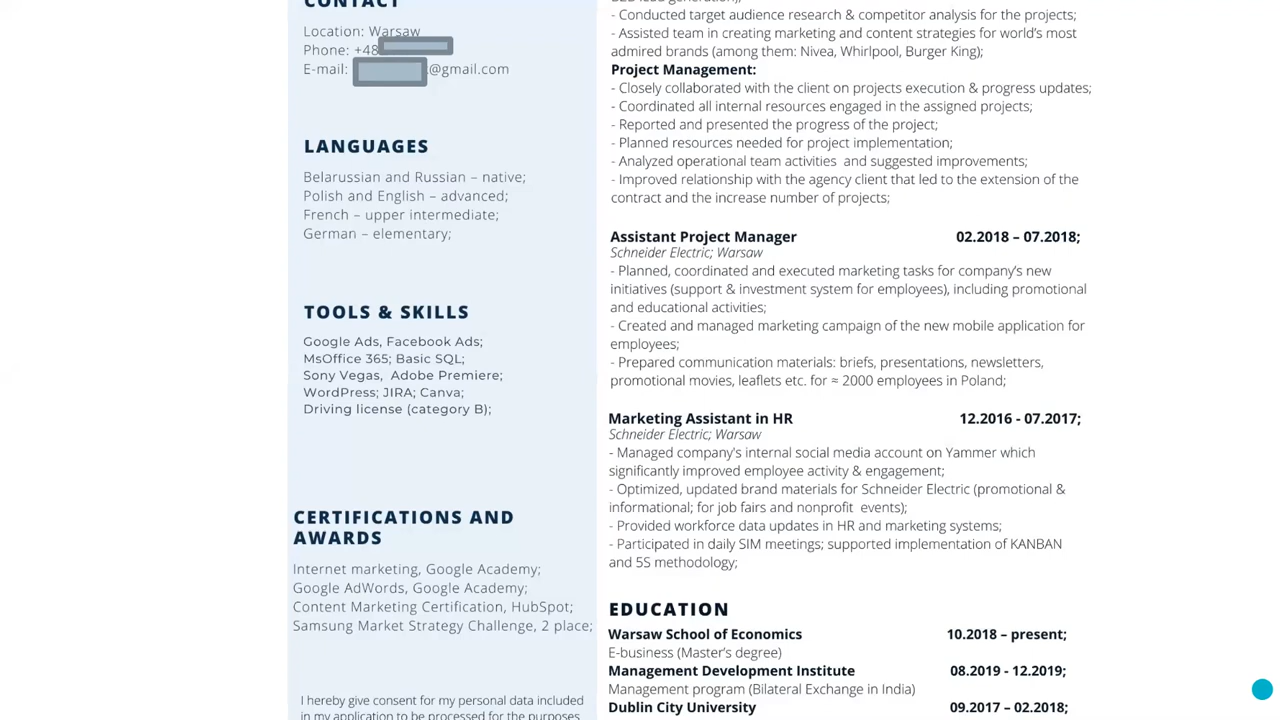 CONTACT
Location: Warsaw
Phone: +48
E-mail: @gmail.com
LANGUAGES
Belarussian and Russian – native;
Polish and English – advanced;
French – upper intermediate;
German – elementary;
TOOLS & SKILLS
Google Ads, Facebook Ads;
MsOffice 365; Basic SQL;
Sony Vegas, Adobe Premiere;
WordPress; JIRA; Canva;
Driving license (category B);
CERTIFICATIONS AND
AWARDS
Internet marketing, Google Academy;
Google AdWords, Google Academy;
Content Marketing Certification, HubSpot;
Samsung Market Strategy Challenge, 2 place;
I hereby give consent for my personal data included
in my application to be processed for the purposes
B2B lead generation);
- Conducted target audience research & competitor analysis for the projects;
- Assisted team in creating marketing and content strategies for world's most
admired brands (among them: Nivea, Whirlpool, Burger King);
Project Management:
- Closely collaborated with the client on projects execution & progress updates;
- Coordinated all internal resources engaged in the assigned projects;
- Reported and presented the progress of the project;
- Planned resources needed for project implementation;
- Analyzed operational team activities and suggested improvements;
- Improved relationship with the agency client that led to the extension of the
contract and the increase number of projects;
Assistant Project Manager 02.2018 – 07.2018;
Schneider Electric; Warsaw
- Planned, coordinated and executed marketing tasks for company's new
initiatives (support & investment system for employees), including promotional
and educational activities;
- Created and managed marketing campaign of the new mobile application for
employees;
- Prepared communication materials: briefs, presentations, newsletters,
promotional movies, leaflets etc. for ≈ 2000 employees in Poland;
Marketing Assistant in HR 12.2016 - 07.2017;
Schneider Electric; Warsaw
- Managed company's internal social media account on Yammer which
significantly improved employee activity & engagement;
- Optimized, updated brand materials for Schneider Electric (promotional &
informational; for job fairs and nonprofit events);
- Provided workforce data updates in HR and marketing systems;
- Participated in daily SIM meetings; supported implementation of KANBAN
and 5S methodology;
EDUCATION
Warsaw School of Economics 10.2018 – present;
E-business (Master's degree)
Management Development Institute 08.2019 - 12.2019;
Management program (Bilateral Exchange in India)
Dublin City University 09.2017 – 02.2018;